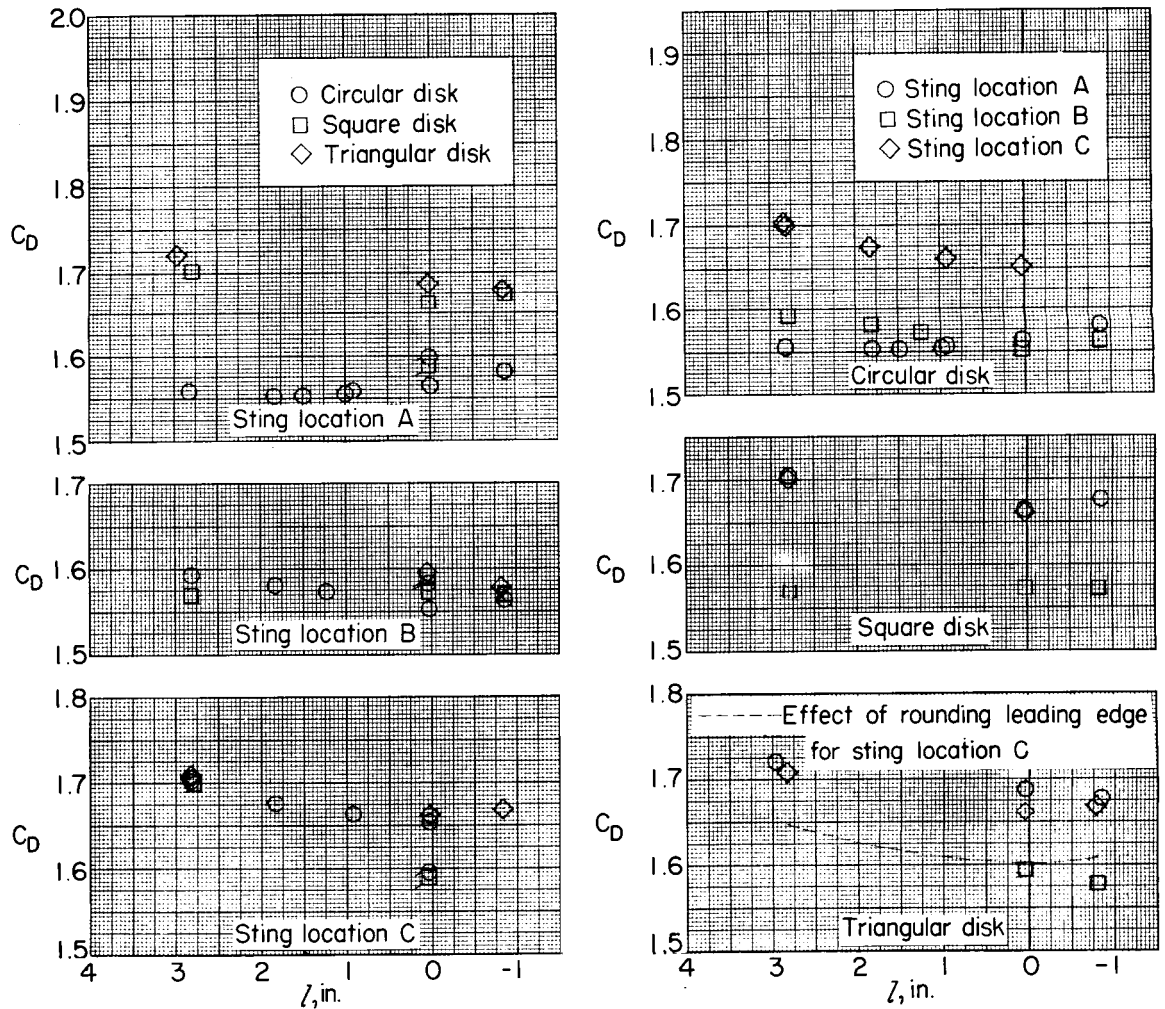 2.0
1.9
1.8
1.7
1.6
1.5
C_D
○ Circular disk
□ Square disk
◇ Triangular disk
Sting location A
1.7
1.6
1.5
C_D
Sting location B
1.8
1.7
1.6
1.5
C_D
Sting location C
4 3 2 1 0 -1
l, in.
1.9
1.8
1.7
1.6
1.5
C_D
○ Sting location A
□ Sting location B
◇ Sting location C
Circular disk
1.7
1.6
1.5
C_D
Square disk
1.8
1.7
1.6
1.5
C_D
Effect of rounding leading edge
for sting location C
Triangular disk
4 3 2 1 0 -1
l, in.